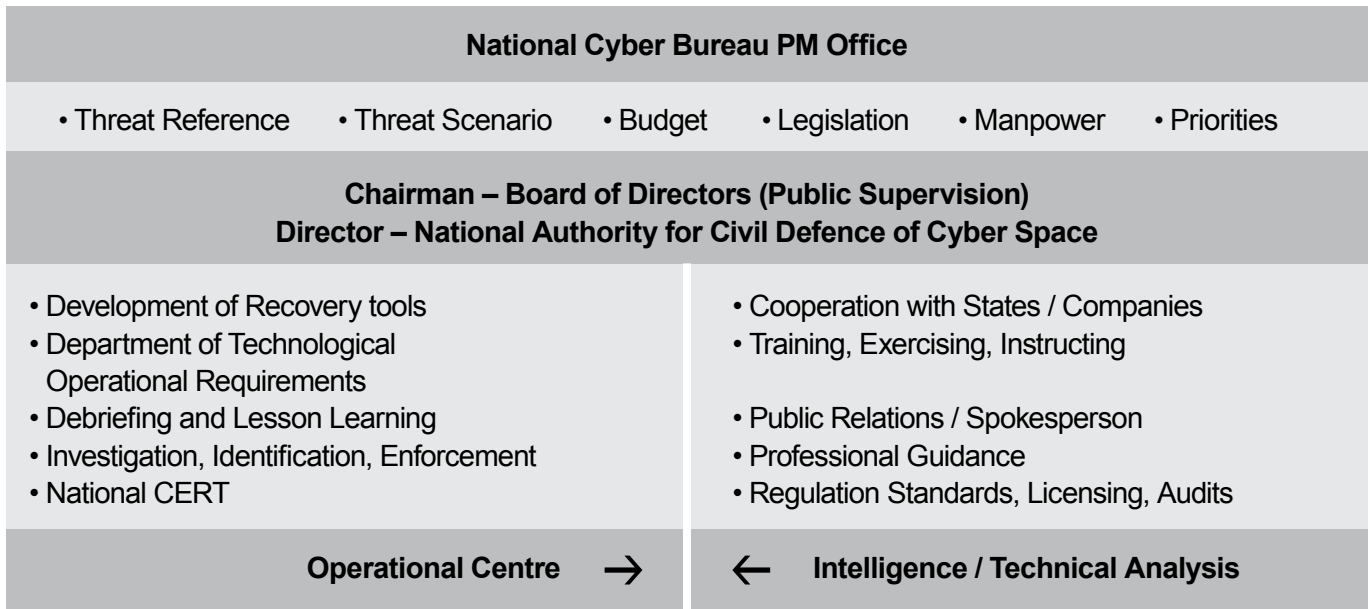 National Cyber Bureau PM Office
• Threat Reference • Threat Scenario • Budget • Legislation • Manpower • Priorities
Chairman – Board of Directors (Public Supervision)
Director – National Authority for Civil Defence of Cyber Space
• Development of Recovery tools
• Department of Technological
Operational Requirements
• Debriefing and Lesson Learning
• Investigation, Identification, Enforcement
• National CERT
• Cooperation with States / Companies
• Training, Exercising, Instructing
• Public Relations / Spokesperson
• Professional Guidance
• Regulation Standards, Licensing, Audits
Operational Centre →
← Intelligence / Technical Analysis